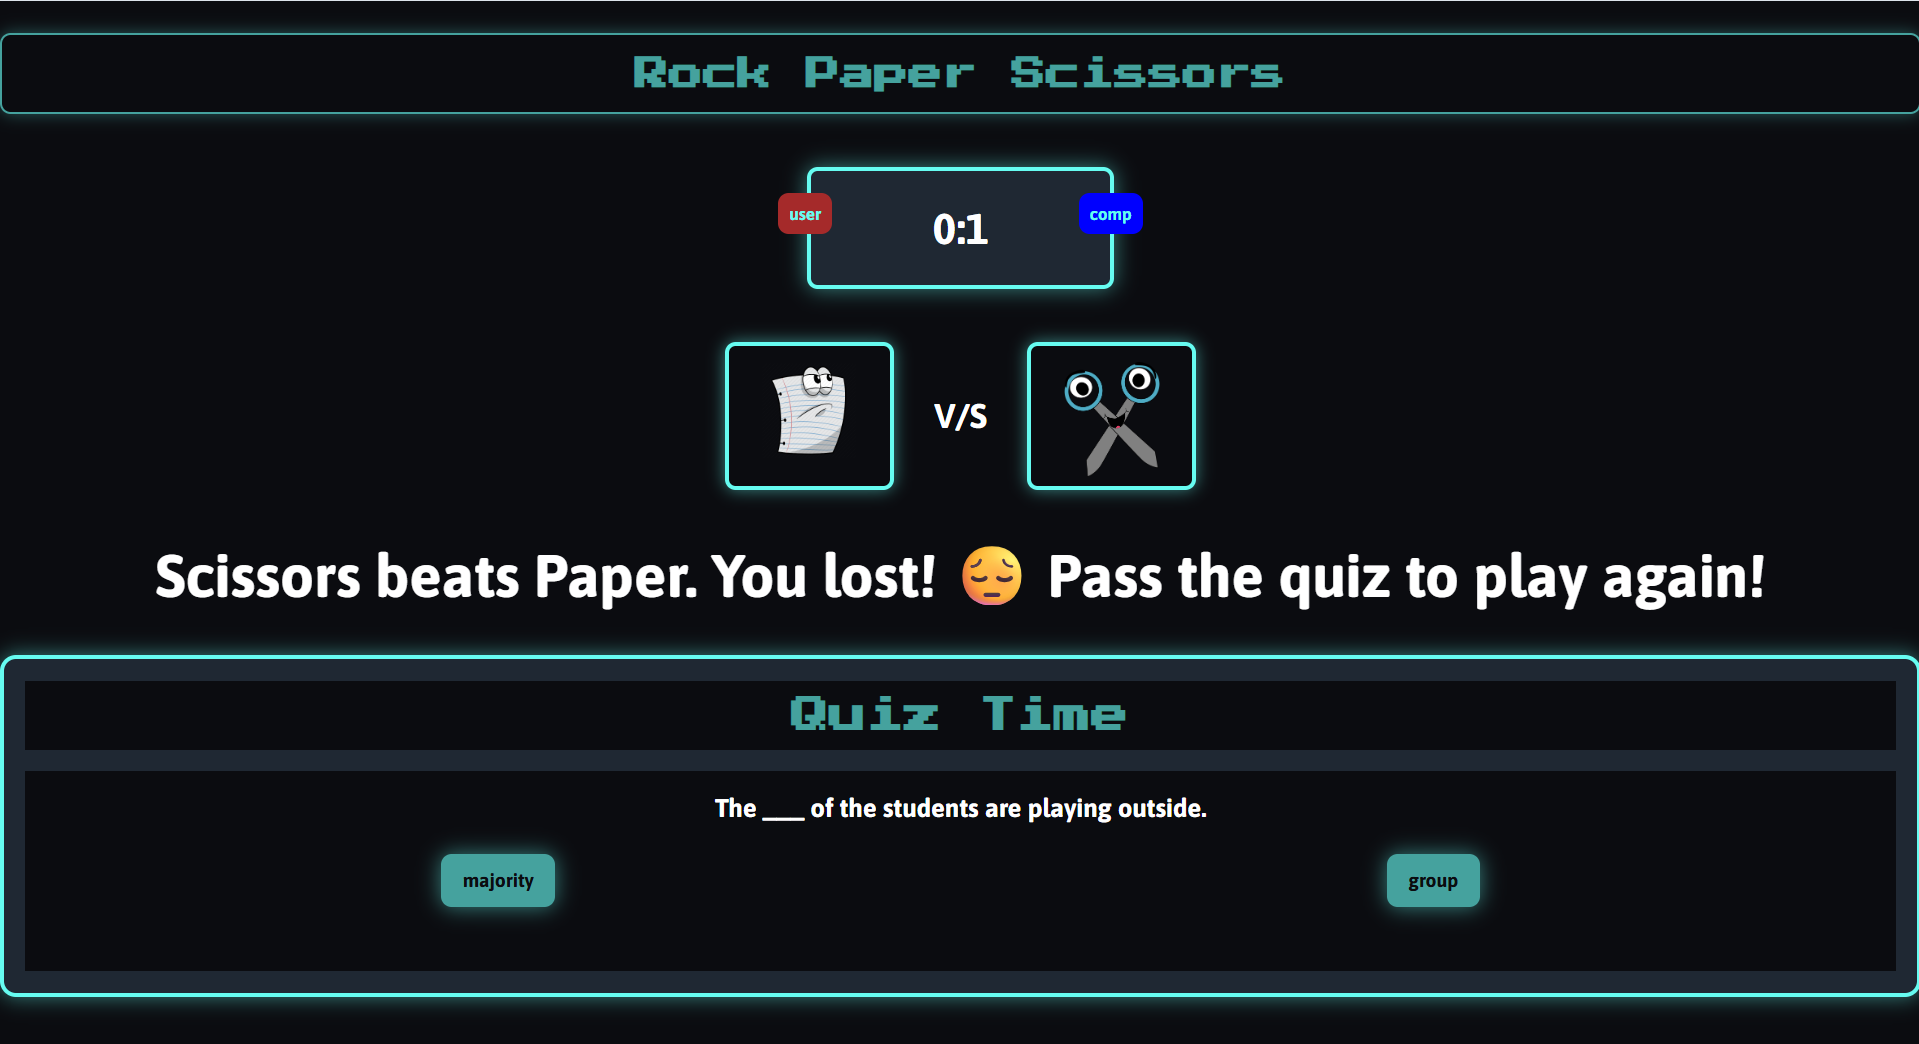 Rock Paper Scissors
user
0:1
comp
V/S
Scissors beats Paper. You lost! 😔 Pass the quiz to play again!
Quiz Time
The ___ of the students are playing outside.
majority
group